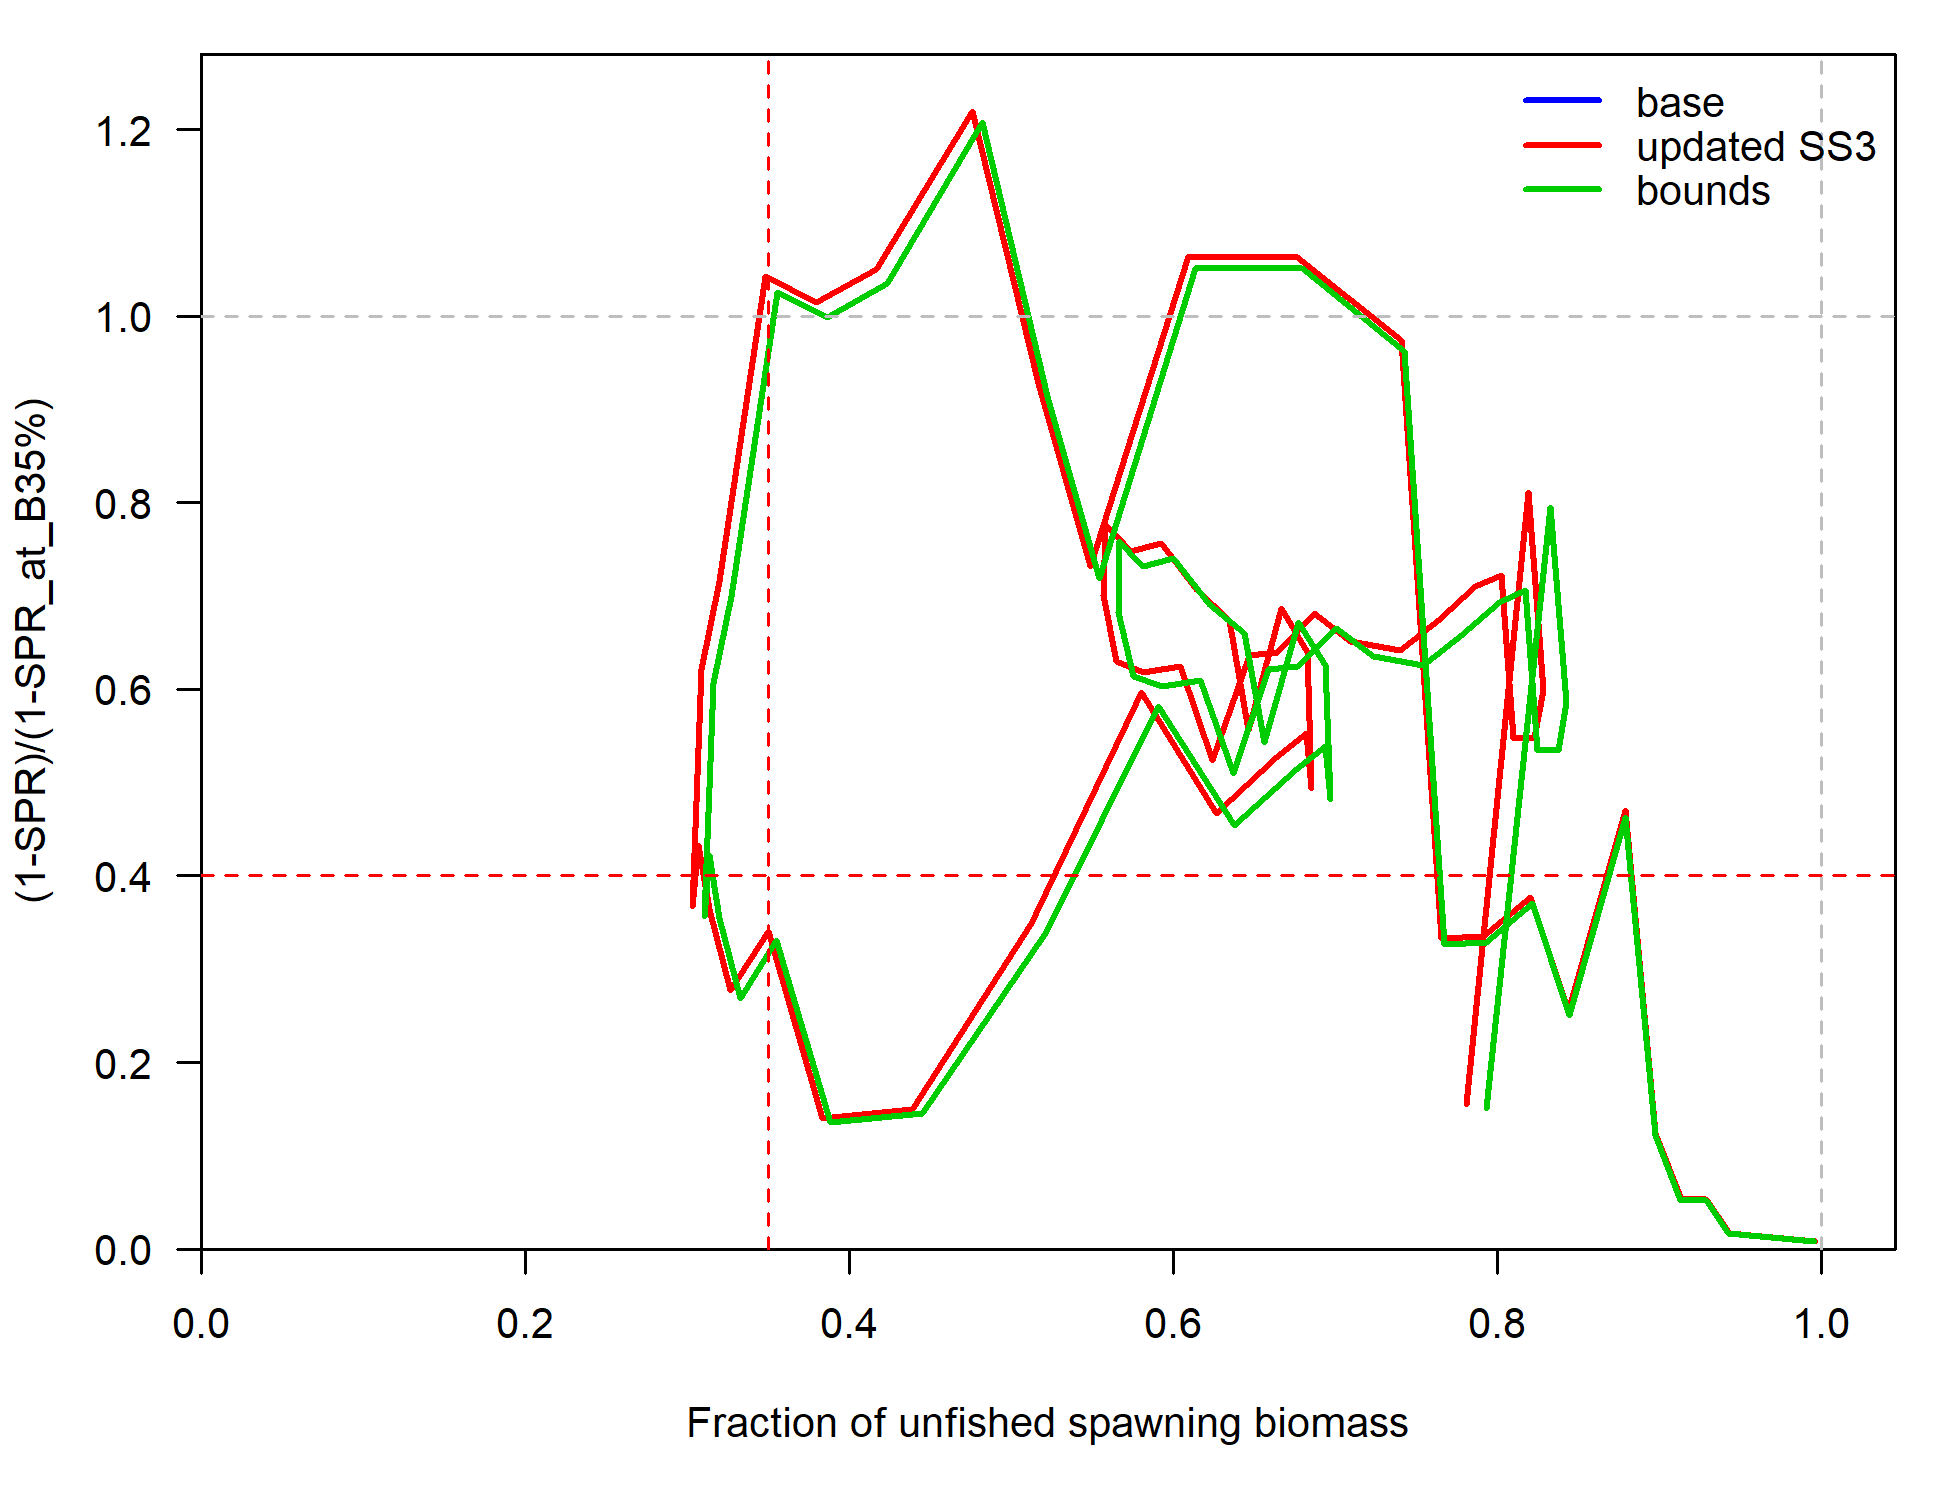 base
updated SS3
bounds
(1-SPR)/(1-SPR_at_B35%)
1.2
1.0
0.8
0.6
0.4
0.2
0.0
0.0 0.2 0.4 0.6 0.8 1.0
Fraction of unfished spawning biomass